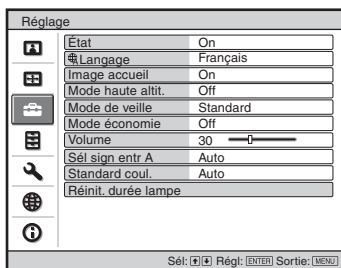 Réglage
État On
Langage Français
Image accueil On
Mode haute altit. Off
Mode de veille Standard
Mode économie Off
Volume 30
Sél sign entr A Auto
Standard coul. Auto
Réinit. durée lampe
Sél: Régl: ENTER Sortie: MENU